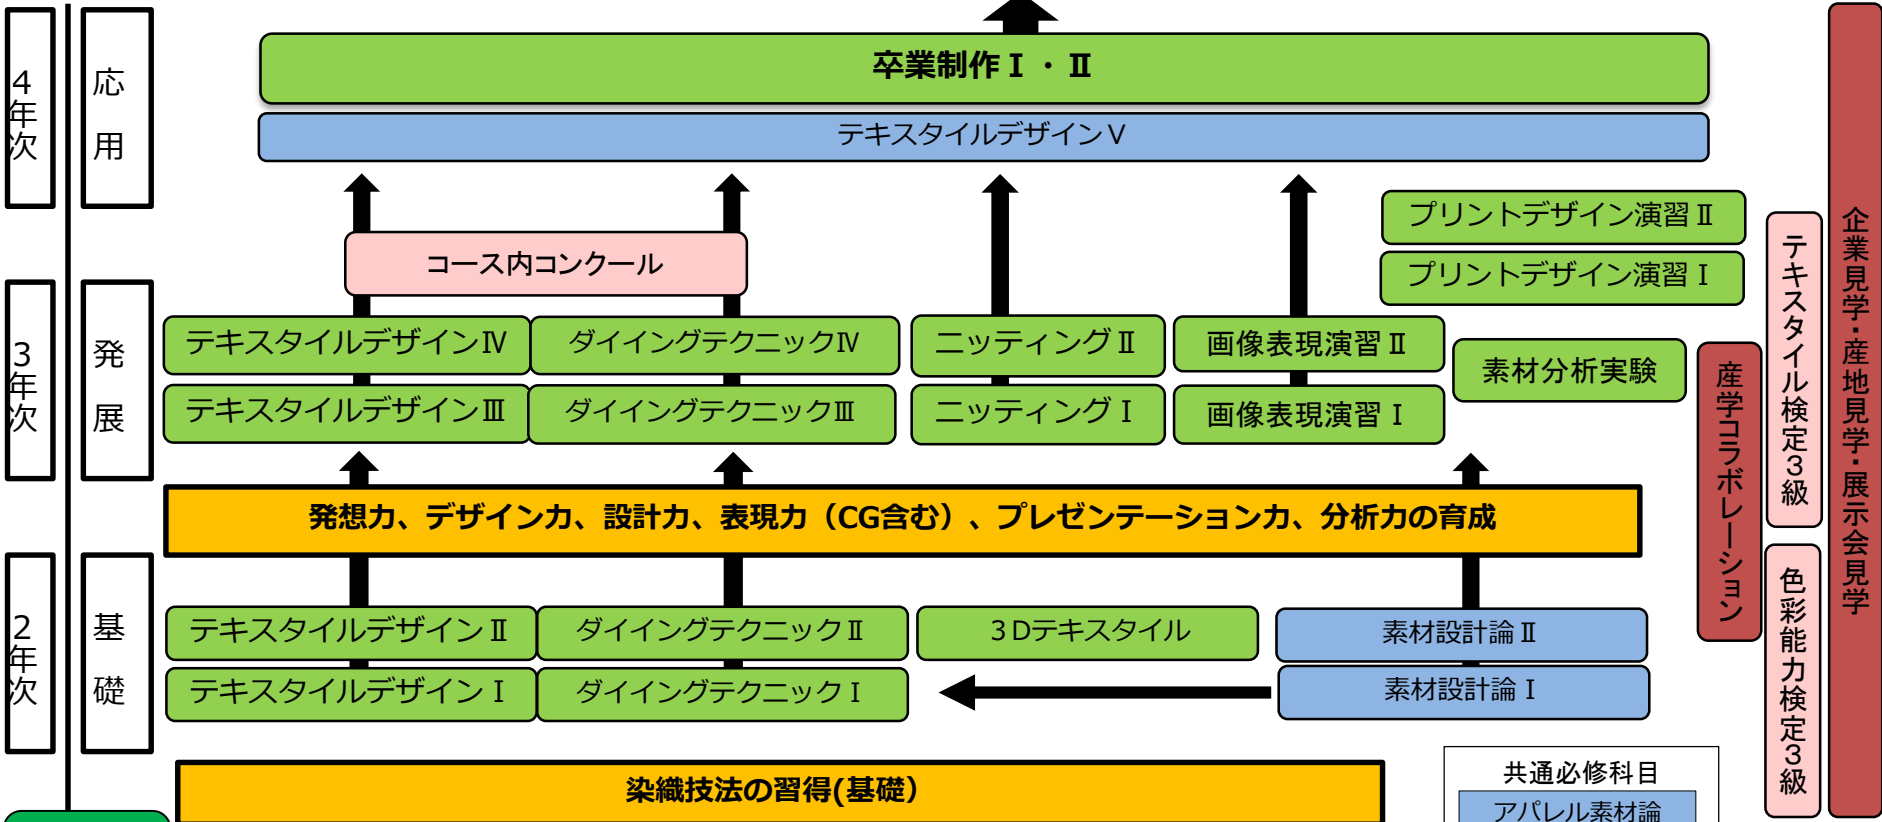 4年次
応用
卒業制作Ⅰ・Ⅱ
テキスタイルデザインⅤ
プリントデザイン演習Ⅱ
プリントデザイン演習Ⅰ
コース内コンクール
3年次
発展
テキスタイルデザインⅣ
ダイイングテクニックⅣ
ニッティングⅡ
画像表現演習Ⅱ
素材分析実験
テキスタイルデザインⅢ
ダイイングテクニックⅢ
ニッティングⅠ
画像表現演習Ⅰ
発想力、デザイン力、設計力、表現力（CG含む）、プレゼンテーション力、分析力の育成
2年次
基礎
テキスタイルデザインⅡ
ダイイングテクニックⅡ
３Dテキスタイル
素材設計論Ⅱ
テキスタイルデザインⅠ
ダイイングテクニックⅠ
素材設計論Ⅰ
染織技法の習得(基礎）
共通必修科目
アパレル素材論
産学コラボレーション
テキスタイル検定３級
色彩能力検定３級
企業見学・産地見学・展示会見学